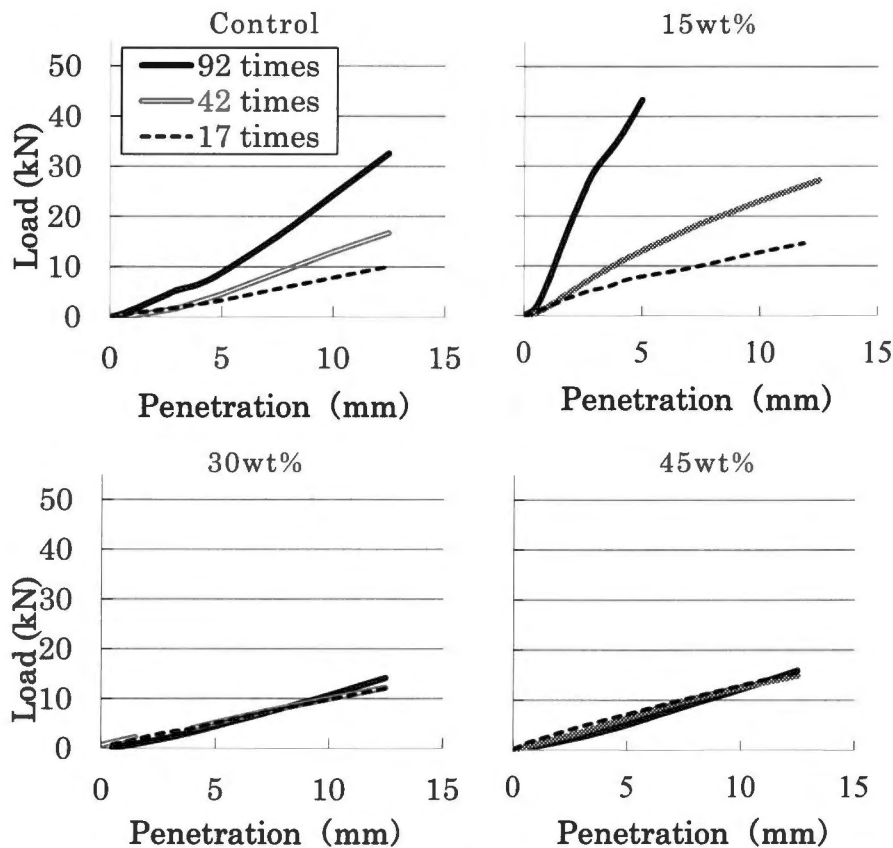 Control
50
40
30
20
10
0
Load (kN)
92 times
42 times
17 times
0 5 10 15
Penetration (mm)
15wt%
0 5 10 15
Penetration (mm)
30wt%
50
40
30
20
10
0
Load (kN)
0 5 10 15
Penetration (mm)
45wt%
0 5 10 15
Penetration (mm)